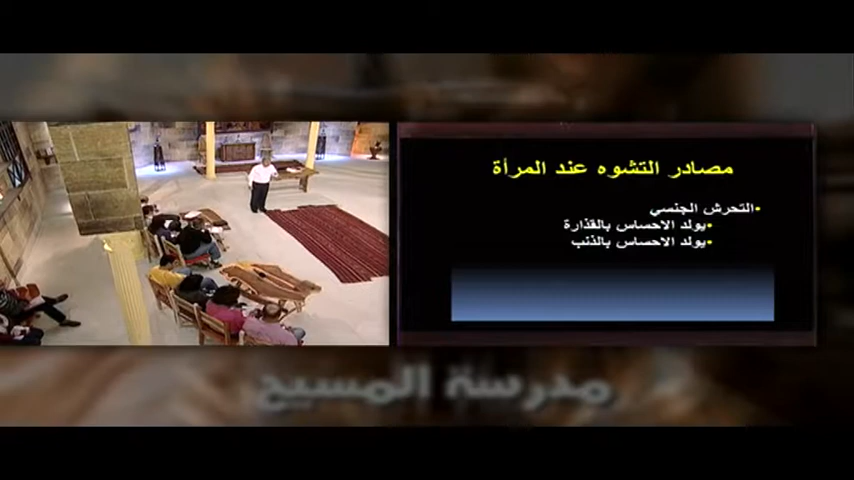 مصادر التشوه عند المرأة
•التحرش الجنسي
•يولد الاحساس بالقذارة
•يولد الاحساس بالذنب
مدرسة المسيح